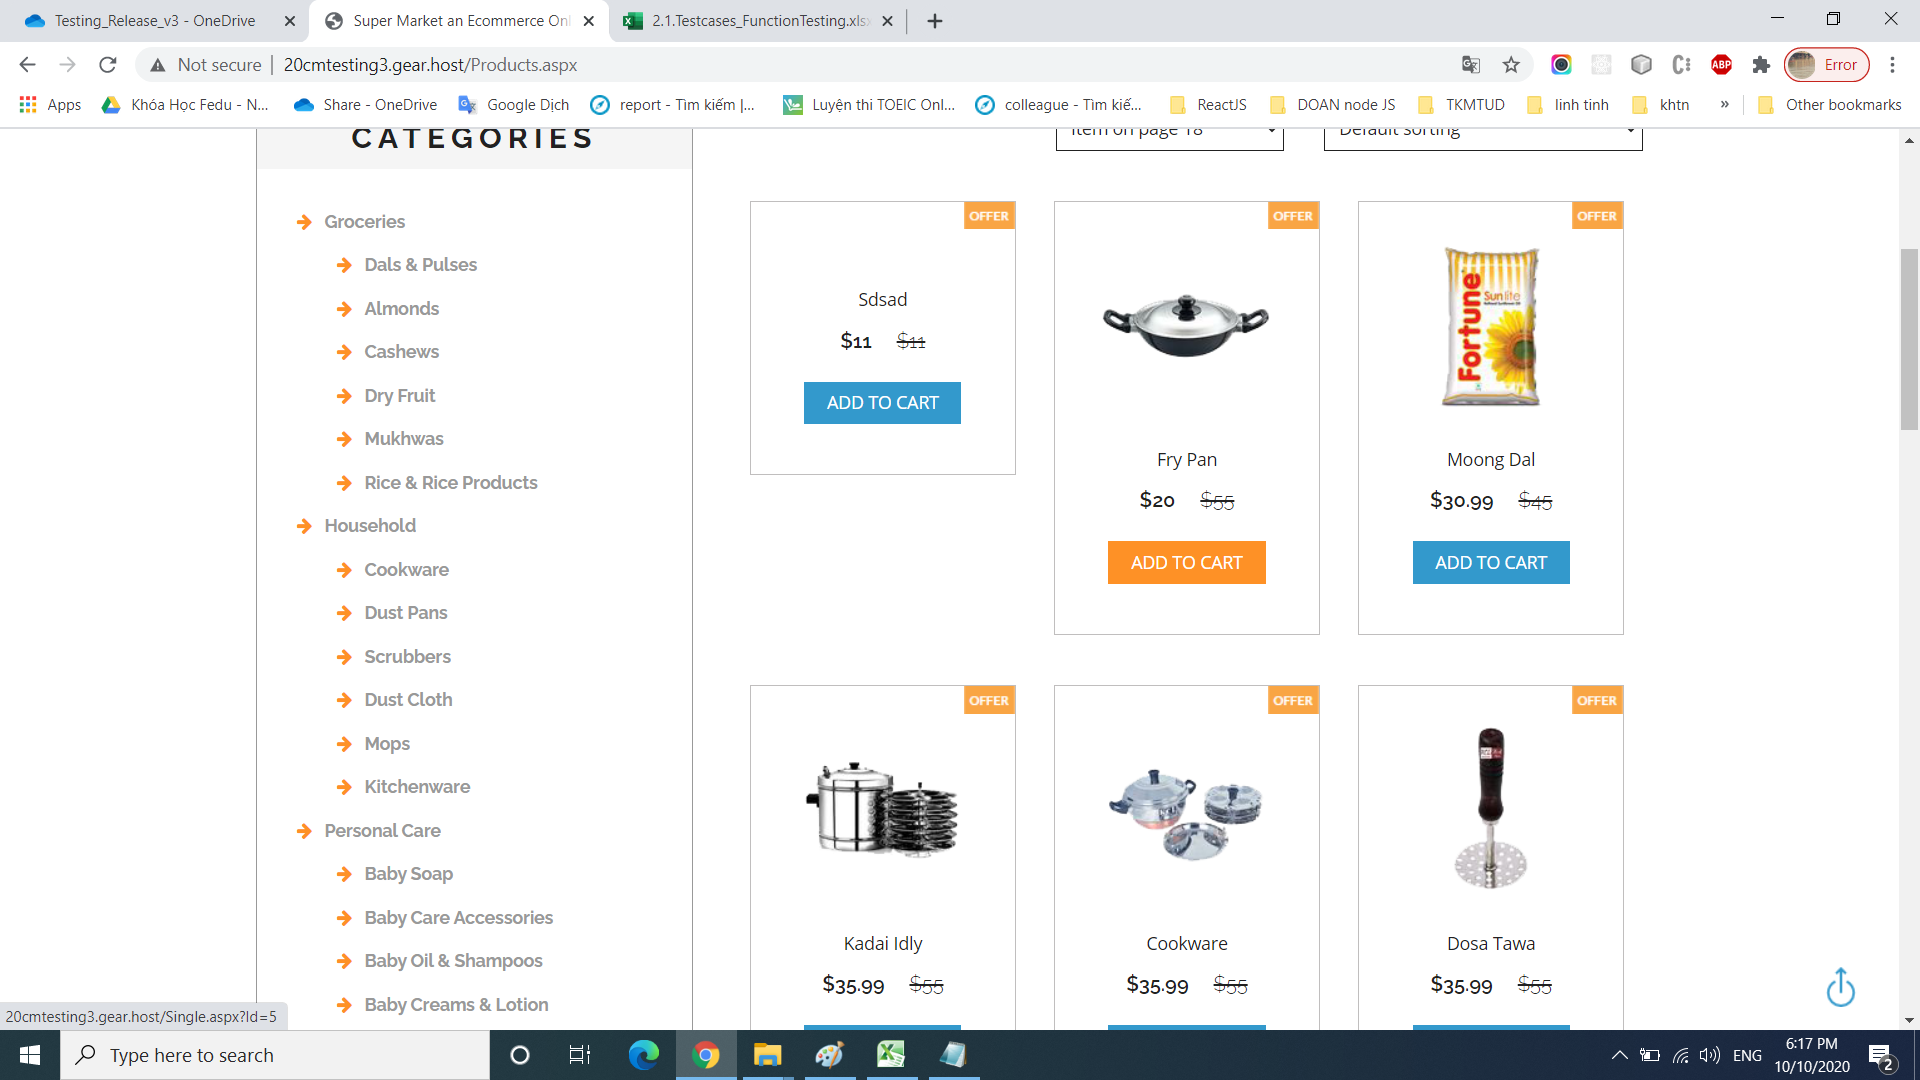 Testing_Release_v3 - OneDrive
Super Market an Ecommerce Onl
2.1.Testcases_FunctionTesting.xlsx
Not secure
20cmtesting3.gear.host/Products.aspx
ABP
Error
Apps
Khóa Học Fedu - N...
Share - OneDrive
Google Dịch
report - Tìm kiếm |...
Luyện thi TOEIC Onl...
colleague - Tìm kiế...
ReactJS
DOAN node JS
TKMTUD
linh tinh
khtn
»
Other bookmarks
CATEGORIES
Item on page 18
Default sorting
Groceries
Dals & Pulses
Almonds
Cashews
Dry Fruit
Mukhwas
Rice & Rice Products
Household
Cookware
Dust Pans
Scrubbers
Dust Cloth
Mops
Kitchenware
Personal Care
Baby Soap
Baby Care Accessories
Baby Oil & Shampoos
Baby Creams & Lotion
OFFER
Sdsad
$11 $11
ADD TO CART
OFFER
Fry Pan
$20 $55
ADD TO CART
OFFER
Fortune
Sunlite
Moong Dal
$30.99 $45
ADD TO CART
OFFER
Kadai Idly
$35.99 $55
OFFER
Cookware
$35.99 $55
OFFER
Dosa Tawa
$35.99 $55
20cmtesting3.gear.host/Single.aspx?Id=5
Type here to search
ENG
6:17 PM
10/10/2020
2